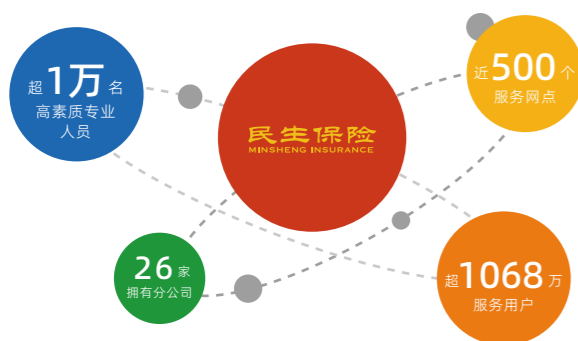 超1万名
高素质专业
人员
近500个
服务网点
民生保险
MINSHENG INSURANCE
26家
拥有分公司
超1068万
服务用户